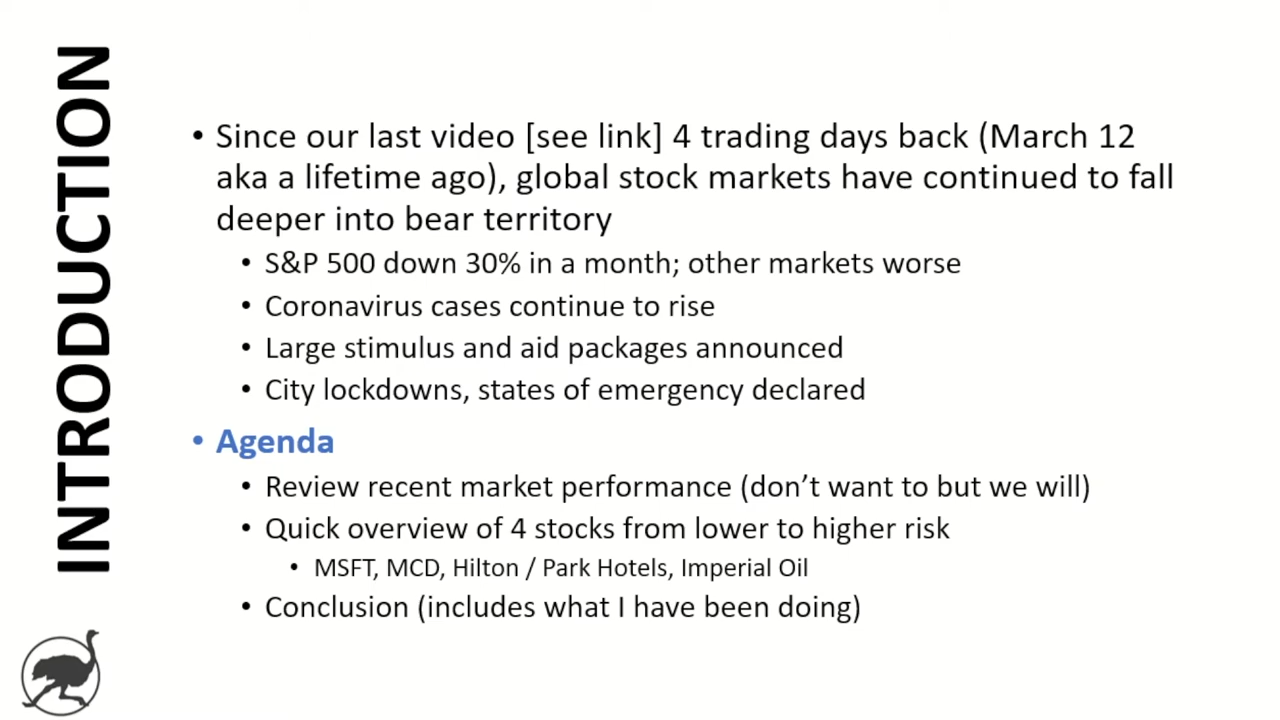 INTRODUCTION
• Since our last video [see link] 4 trading days back (March 12
aka a lifetime ago), global stock markets have continued to fall
deeper into bear territory
• S&P 500 down 30% in a month; other markets worse
• Coronavirus cases continue to rise
• Large stimulus and aid packages announced
• City lockdowns, states of emergency declared
• Agenda
• Review recent market performance (don’t want to but we will)
• Quick overview of 4 stocks from lower to higher risk
• MSFT, MCD, Hilton / Park Hotels, Imperial Oil
• Conclusion (includes what I have been doing)